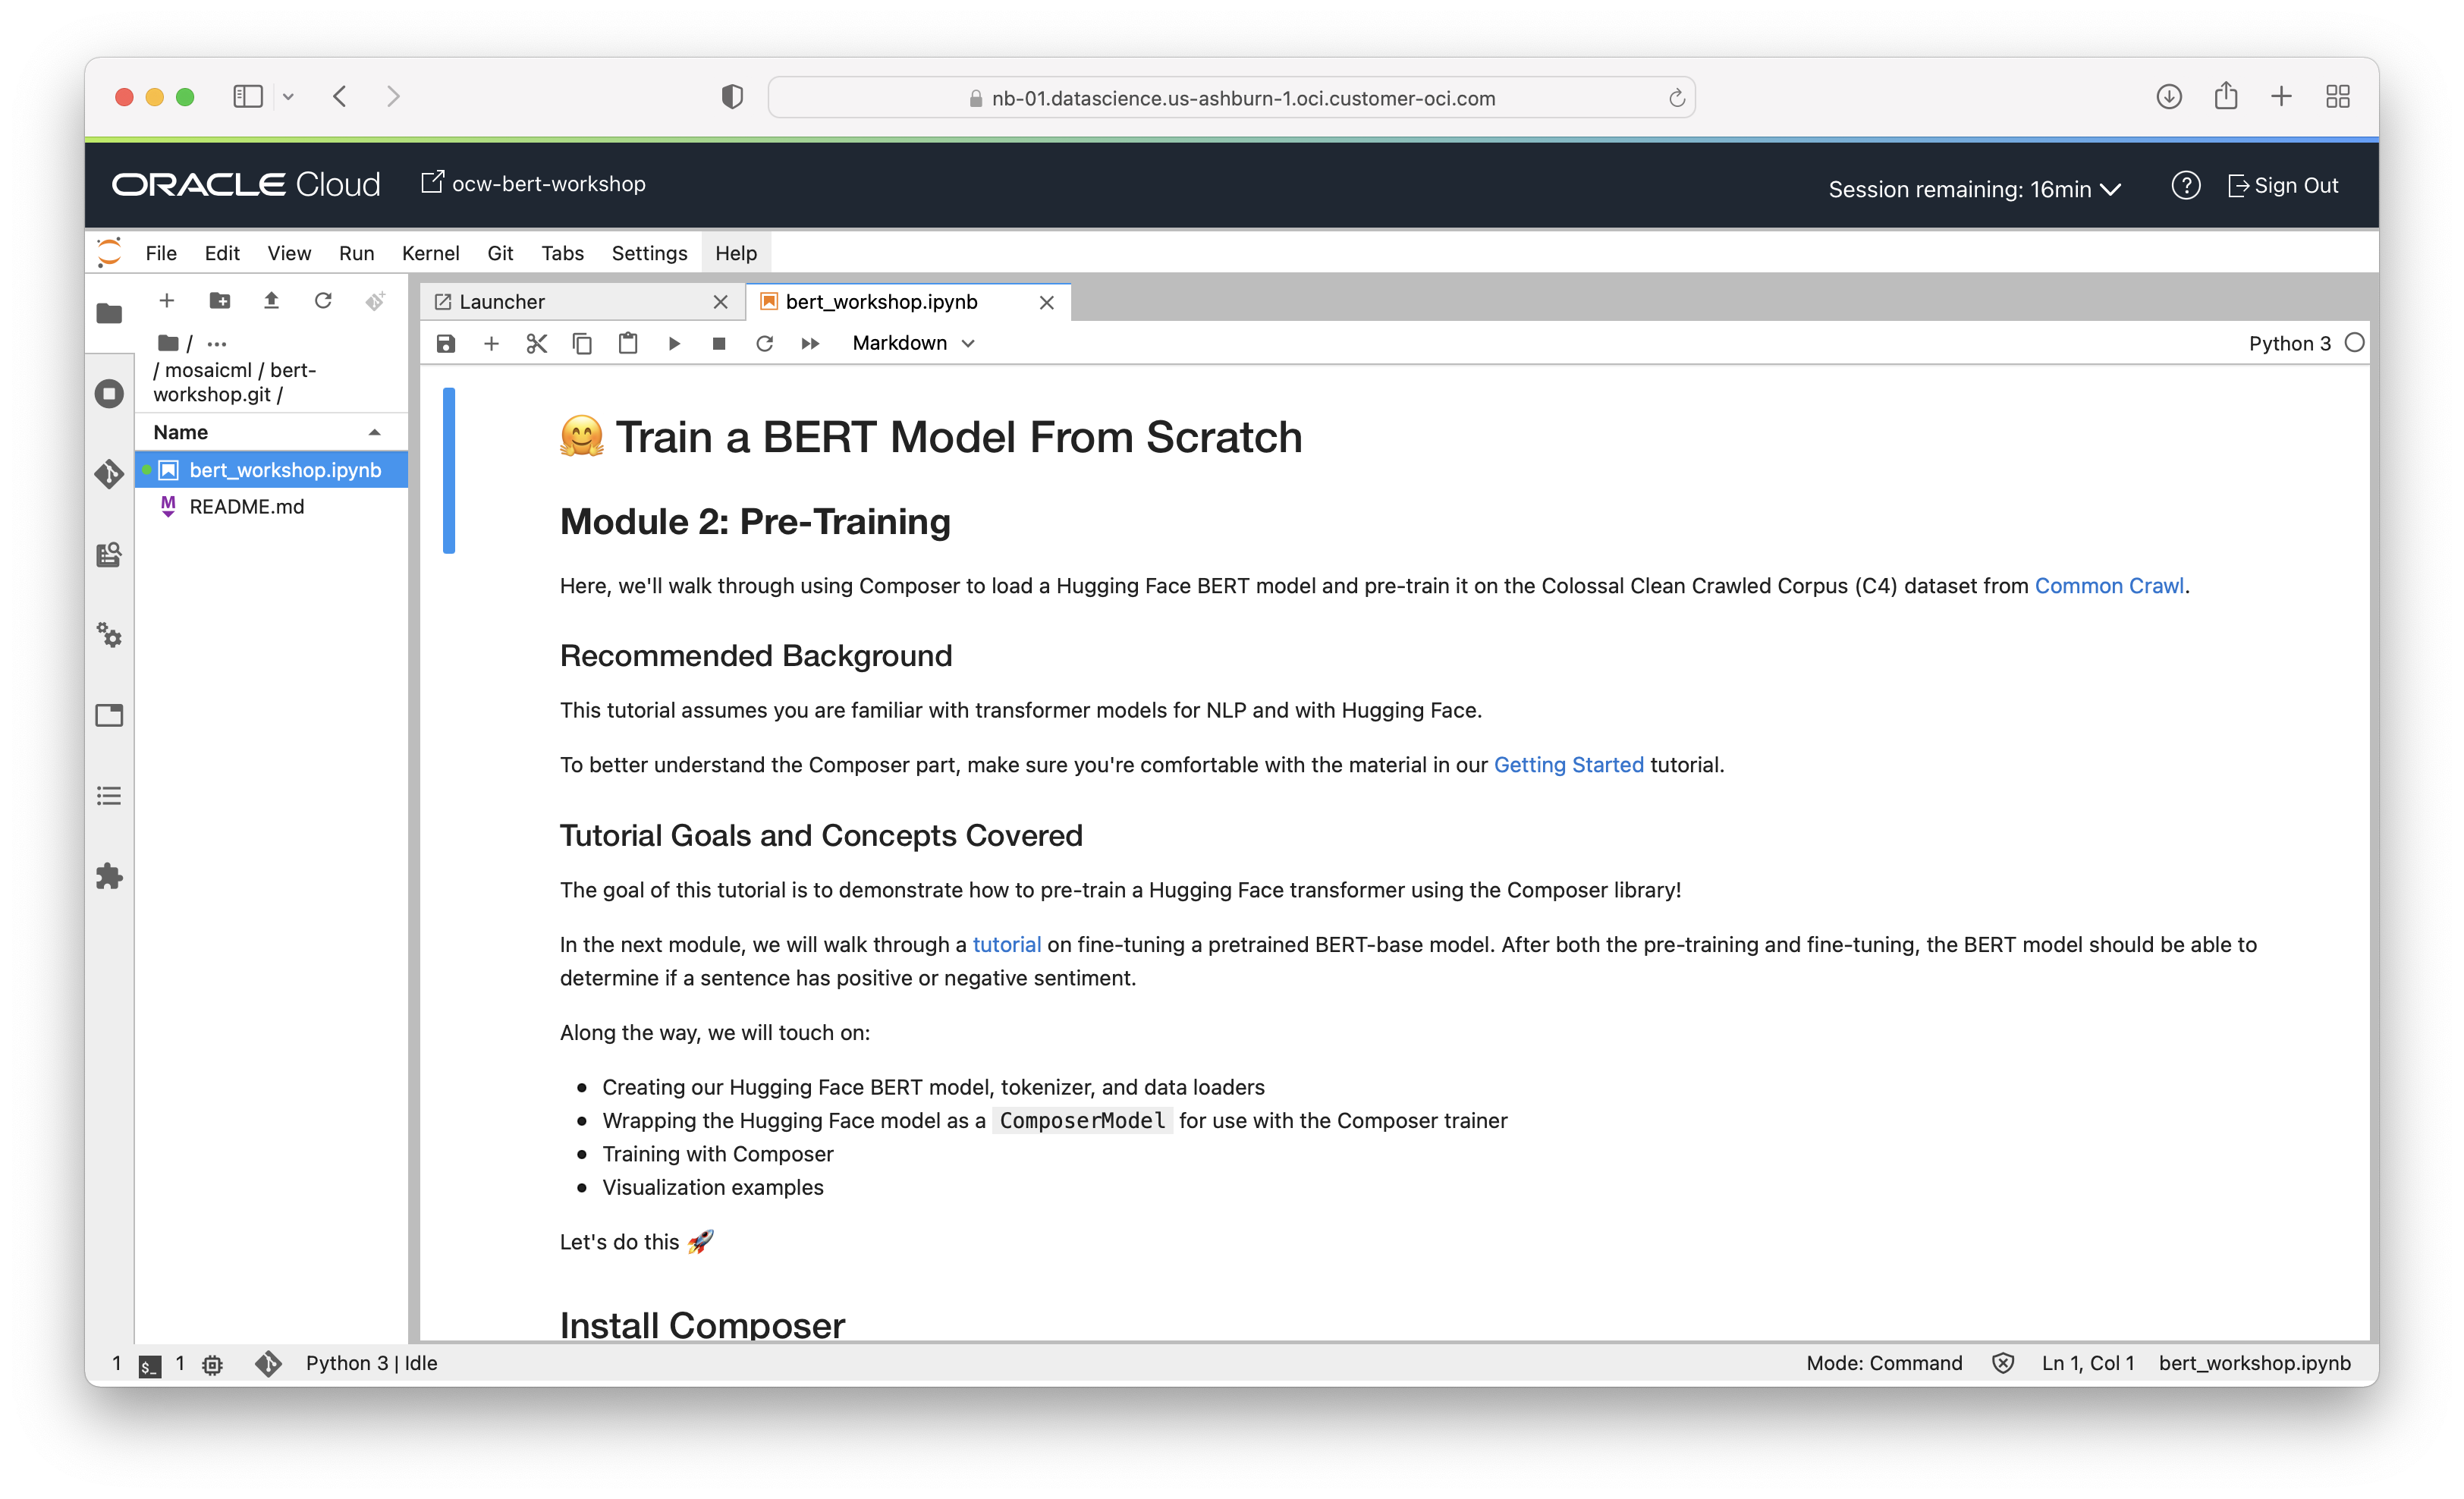 nb-01.datascience.us-ashburn-1.oci.customer-oci.com
ORACLE Cloud
ocw-bert-workshop
Session remaining: 16min
? Sign Out
File Edit View Run Kernel Git Tabs Settings Help
/ ...
/ mosaicml / bert-
workshop.git /
Name
bert_workshop.ipynb
README.md
Launcher
bert_workshop.ipynb
Markdown
Python 3
🤗 Train a BERT Model From Scratch
Module 2: Pre-Training
Here, we'll walk through using Composer to load a Hugging Face BERT model and pre-train it on the Colossal Clean Crawled Corpus (C4) dataset from Common Crawl.
Recommended Background
This tutorial assumes you are familiar with transformer models for NLP and with Hugging Face.
To better understand the Composer part, make sure you're comfortable with the material in our Getting Started tutorial.
Tutorial Goals and Concepts Covered
The goal of this tutorial is to demonstrate how to pre-train a Hugging Face transformer using the Composer library!
In the next module, we will walk through a tutorial on fine-tuning a pretrained BERT-base model. After both the pre-training and fine-tuning, the BERT model should be able to
determine if a sentence has positive or negative sentiment.
Along the way, we will touch on:
• Creating our Hugging Face BERT model, tokenizer, and data loaders
• Wrapping the Hugging Face model as a ComposerModel for use with the Composer trainer
• Training with Composer
• Visualization examples
Let's do this 🚀
Install Composer
1 $_ 1 Python 3 | Idle
Mode: Command Ln 1, Col 1 bert_workshop.ipynb